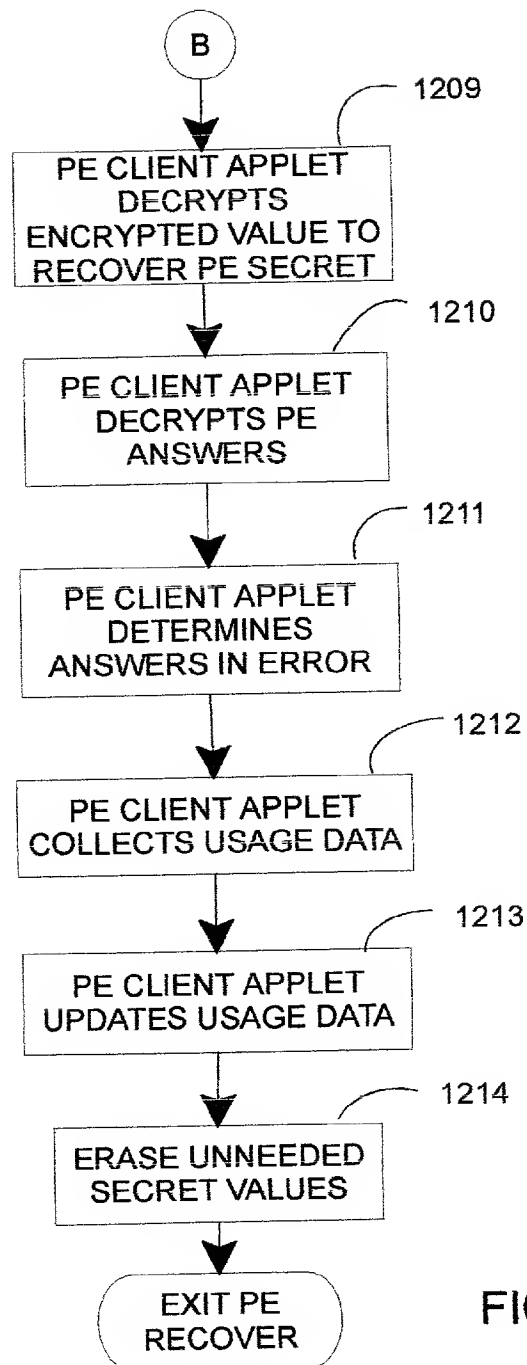 B
1209
PE CLIENT APPLET
DECRYPTS
ENCRYPTED VALUE TO
RECOVER PE SECRET
1210
PE CLIENT APPLET
DECRYPTS PE
ANSWERS
1211
PE CLIENT APPLET
DETERMINES
ANSWERS IN ERROR
1212
PE CLIENT APPLET
COLLECTS USAGE DATA
1213
PE CLIENT APPLET
UPDATES USAGE DATA
1214
ERASE UNNEEDED
SECRET VALUES
EXIT PE
RECOVER